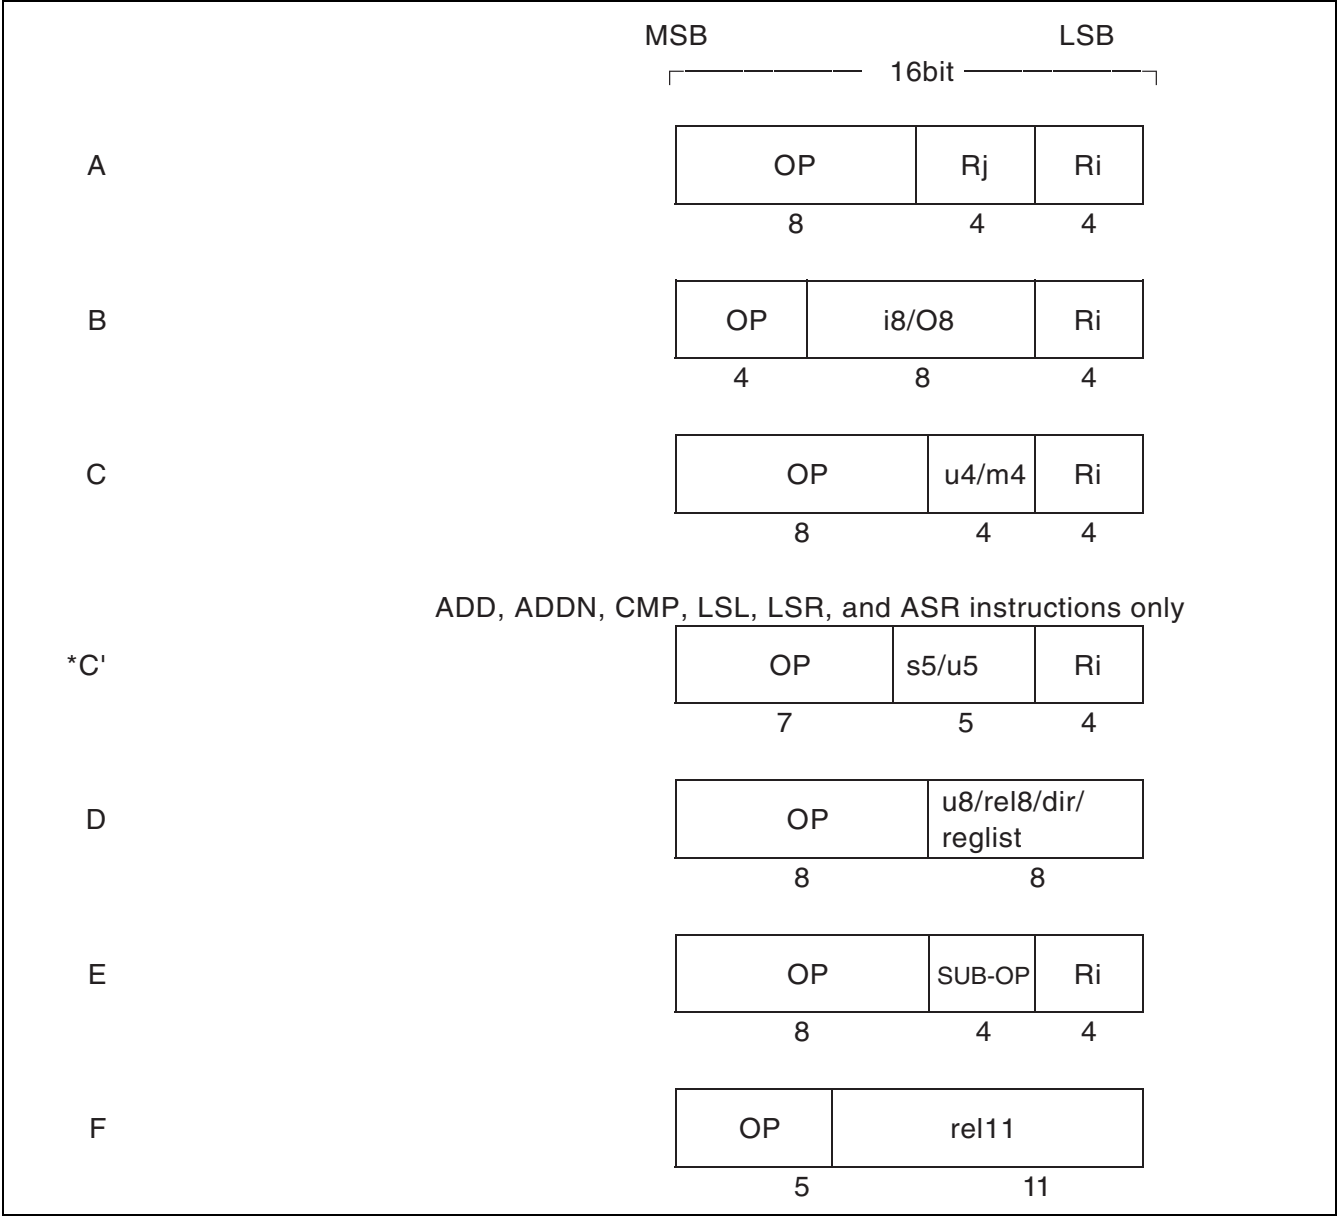 MSB LSB
16bit
A OP Rj Ri
8 4 4
B OP i8/O8 Ri
4 8 4
C OP u4/m4 Ri
8 4 4
ADD, ADDN, CMP, LSL, LSR, and ASR instructions only
*C' OP s5/u5 Ri
7 5 4
D OP u8/rel8/dir/
reglist
8 8
E OP SUB-OP Ri
8 4 4
F OP rel11
5 11